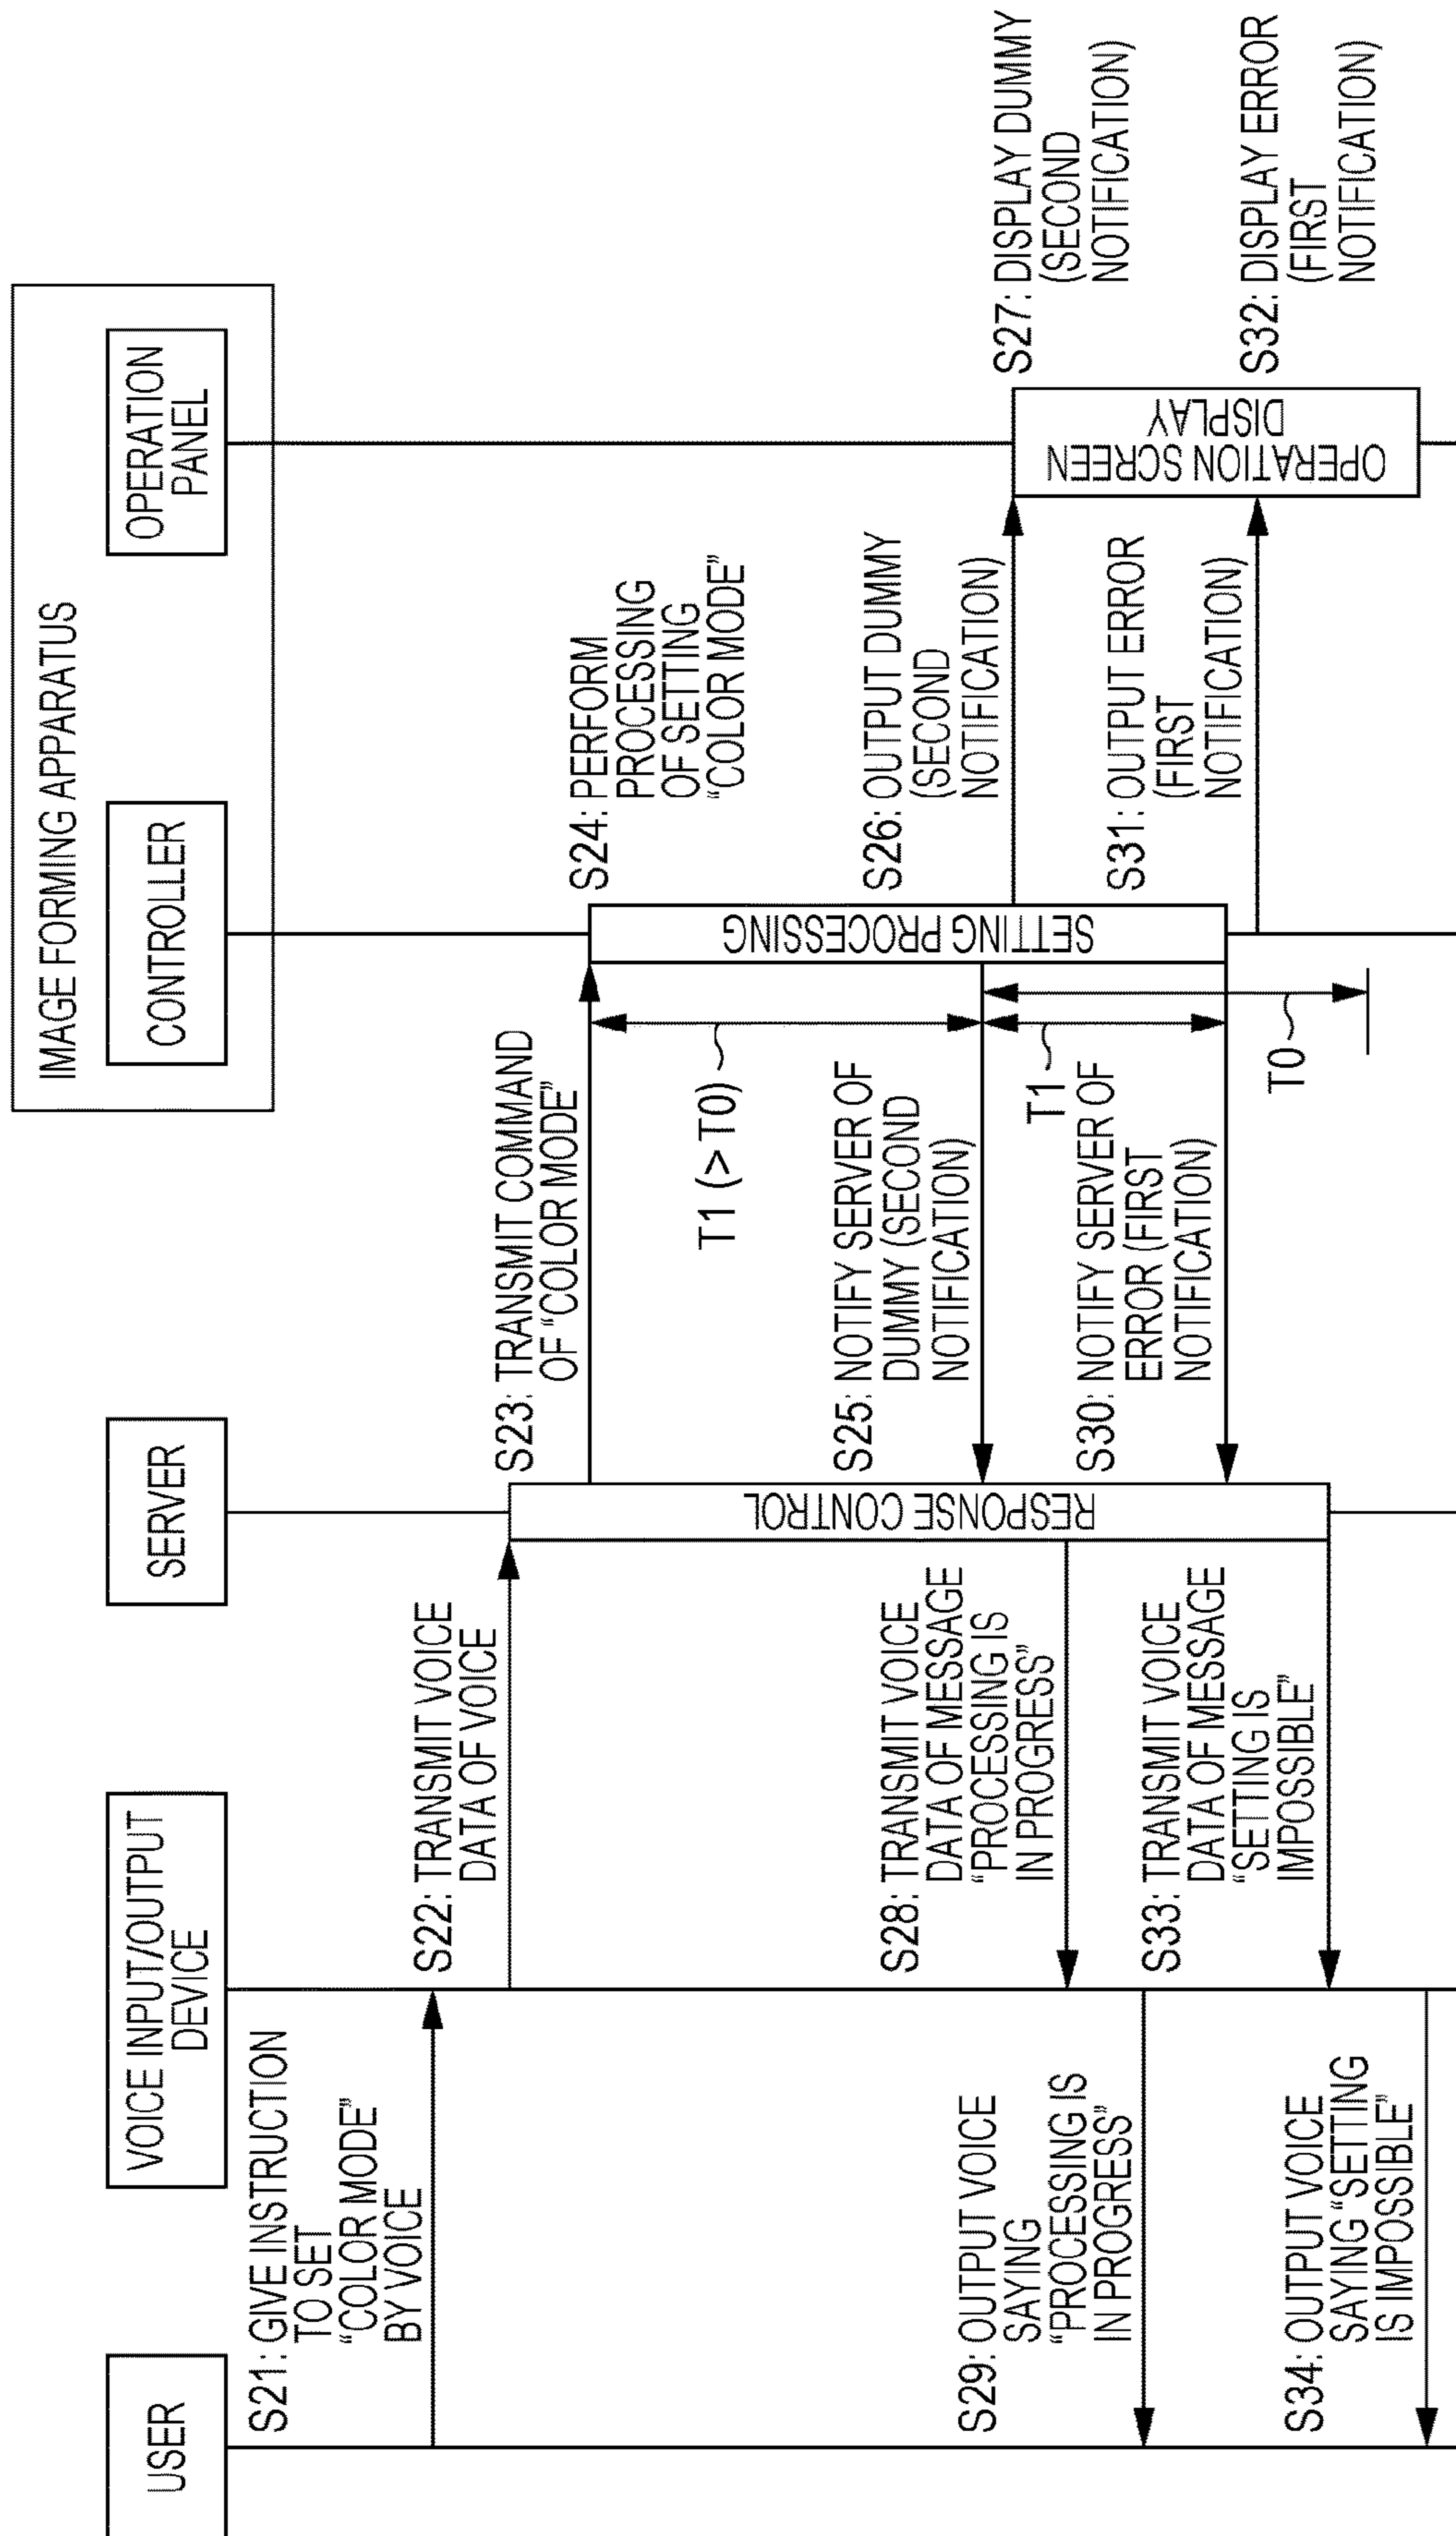 IMAGE FORMING APPARATUS
USER
VOICE INPUT/OUTPUT
DEVICE
SERVER
CONTROLLER
OPERATION
PANEL
S21: GIVE INSTRUCTION
TO SET
“COLOR MODE”
BY VOICE
S22: TRANSMIT VOICE
DATA OF VOICE
S23: TRANSMIT COMMAND
OF “COLOR MODE”
S24: PERFORM
PROCESSING
OF SETTING
“COLOR MODE”
RESPONSE CONTROL
SETTING PROCESSING
T1 (> T0)
S25: NOTIFY SERVER OF
DUMMY (SECOND
NOTIFICATION)
S26: OUTPUT DUMMY
(SECOND
NOTIFICATION)
S27: DISPLAY DUMMY
(SECOND
NOTIFICATION)
OPERATION SCREEN
DISPLAY
S28: TRANSMIT VOICE
DATA OF MESSAGE
“PROCESSING IS
IN PROGRESS”
S29: OUTPUT VOICE
SAYING
“PROCESSING IS
IN PROGRESS”
T1
T0
S30: NOTIFY SERVER OF
ERROR (FIRST
NOTIFICATION)
S31: OUTPUT ERROR
(FIRST
NOTIFICATION)
S32: DISPLAY ERROR
(FIRST
NOTIFICATION)
S33: TRANSMIT VOICE
DATA OF MESSAGE
“SETTING IS
IMPOSSIBLE”
S34: OUTPUT VOICE
SAYING “SETTING
IS IMPOSSIBLE”